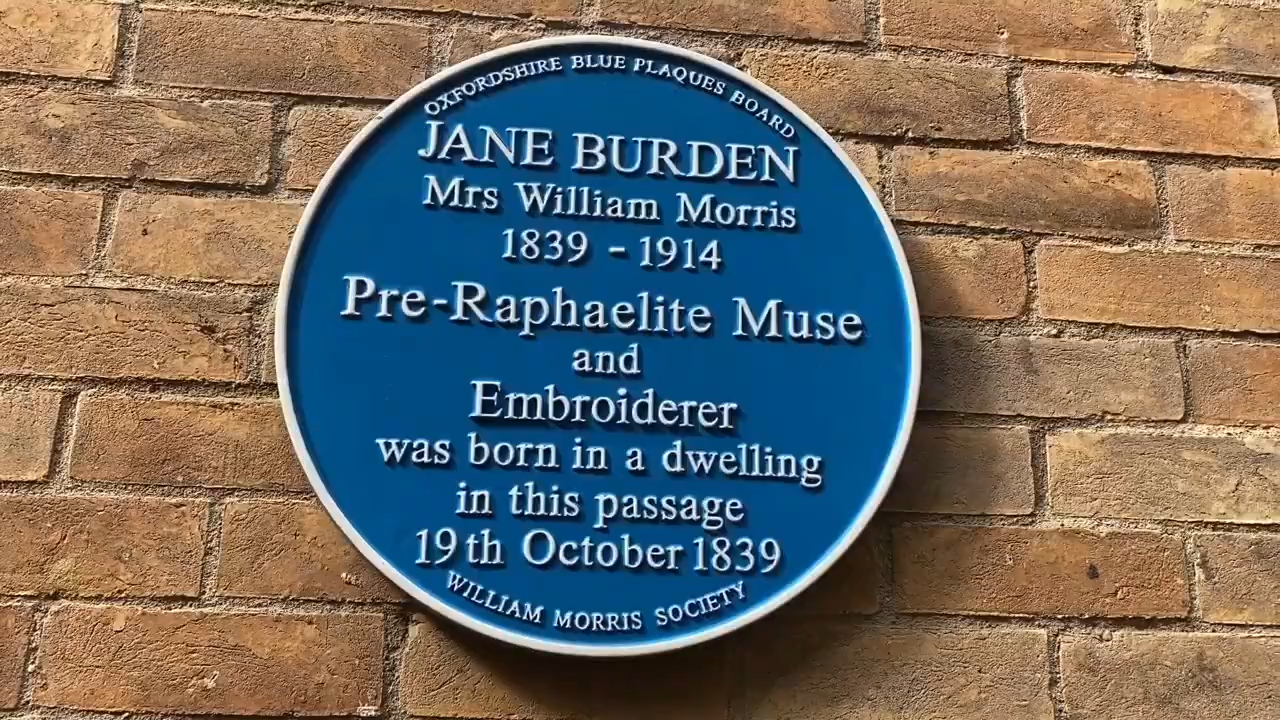 OXFORDSHIRE BLUE PLAQUES BOARD
JANE BURDEN
Mrs William Morris
1839 - 1914
Pre-Raphaelite Muse
and
Embroiderer
was born in a dwelling
in this passage
19th October 1839
WILLIAM MORRIS SOCIETY